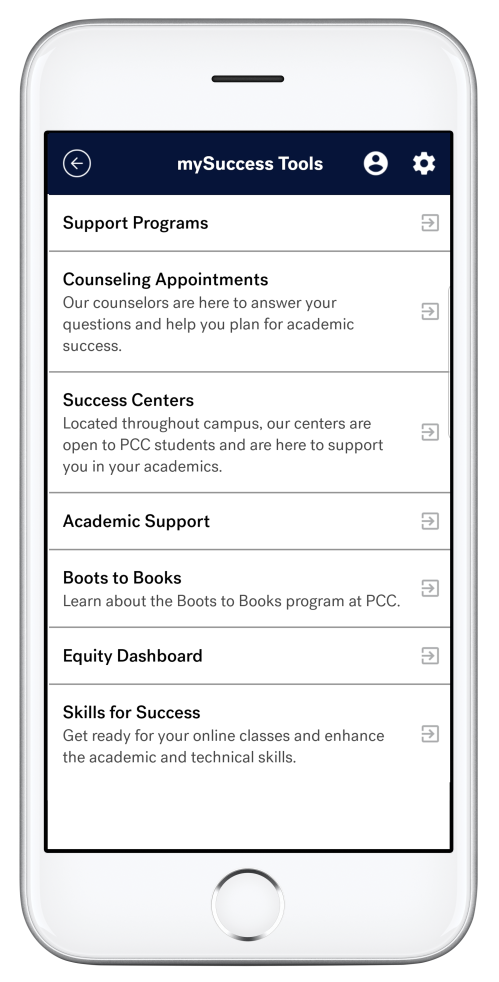 mySuccess Tools
Support Programs
Counseling Appointments
Our counselors are here to answer your
questions and help you plan for academic
success.
Success Centers
Located throughout campus, our centers are
open to PCC students and are here to support
you in your academics.
Academic Support
Boots to Books
Learn about the Boots to Books program at PCC.
Equity Dashboard
Skills for Success
Get ready for your online classes and enhance
the academic and technical skills.